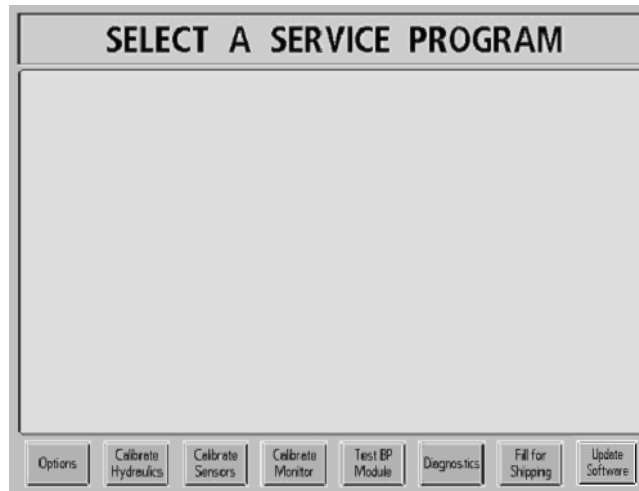 SELECT A SERVICE PROGRAM
Options
Calibrate
Hydraulics
Calibrate
Sensors
Calibrate
Monitor
Test BP
Module
Diagnostics
Fill for
Shipping
Update
Software